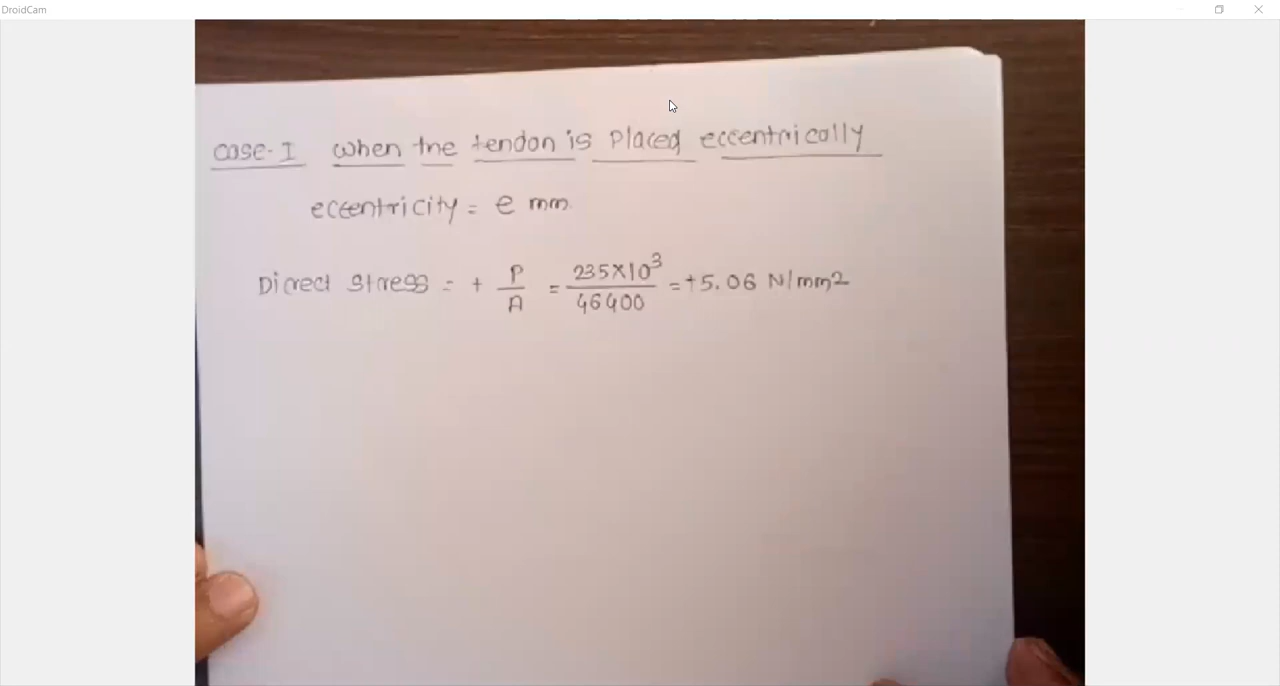 DroidCam
Case-I When the tendon is Placed eccentrically
eccentricity = e mm
Direct Stress = + P/A = 235×10³/46400 = +5.06 N/mm2